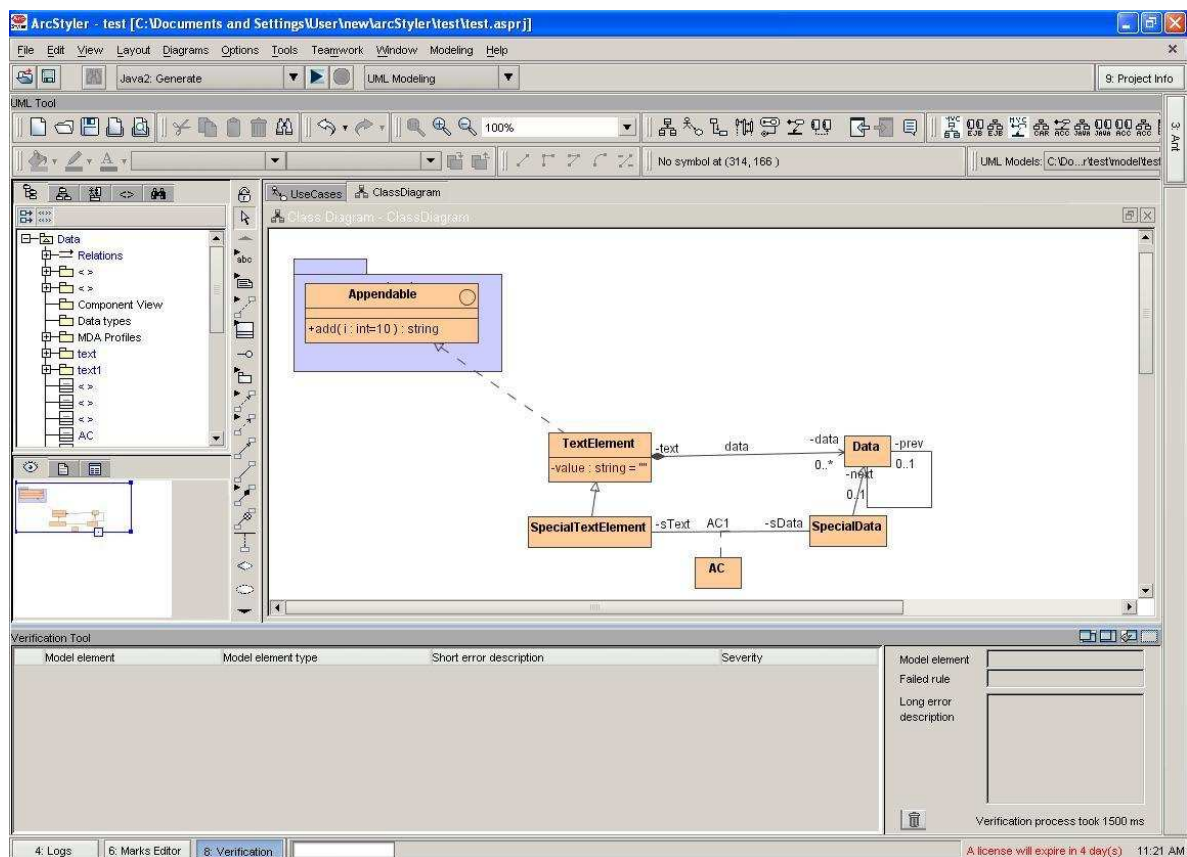 ArcStyler - test [C:\Documents and Settings\User\new\arcStyler\test\test.asprj]
File Edit View Layout Diagrams Options Tools Teamwork Window Modeling Help
Java2: Generate UML Modeling 9: Project Info
UML Tool
100%
No symbol at (314, 166 ) UML Models: C:\Do...r\test\model\test
3: Ant
UseCases ClassDiagram
Class Diagram - ClassDiagram
Data
Relations
< >
< >
Component View
Data types
MDA Profiles
text
text1
< >
< >
< >
AC
abc
Appendable
+add( i : int=10 ) : string
TextElement
-value : string = ""
-text data -data
0..*
Data
-prev
0..1
-next
0..1
SpecialTextElement
-sText AC1 -sData
SpecialData
AC
Verification Tool
Model element Model element type Short error description Severity
Model element
Failed rule
Long error
description
Verification process took 1500 ms
4: Logs 6: Marks Editor 8: Verification
A license will expire in 4 day(s) 11:21 AM